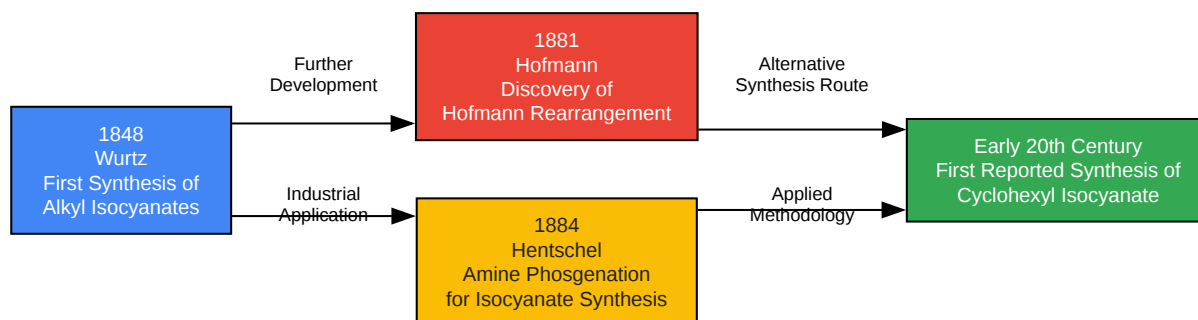 1848
Wurtz
First Synthesis of
Alkyl Isocyanates
Further
Development
Industrial
Application
1881
Hofmann
Discovery of
Hofmann Rearrangement
1884
Hentschel
Amine Phosgenation
for Isocyanate Synthesis
Alternative
Synthesis Route
Applied
Methodology
Early 20th Century
First Reported Synthesis of
Cyclohexyl Isocyanate